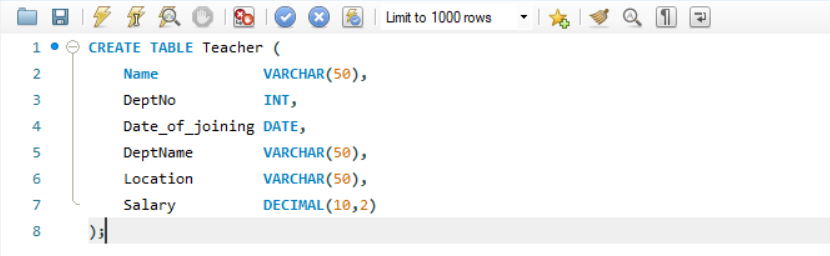 Limit to 1000 rows
1 CREATE TABLE Teacher (
2 Name VARCHAR(50),
3 DeptNo INT,
4 Date_of_joining DATE,
5 DeptName VARCHAR(50),
6 Location VARCHAR(50),
7 Salary DECIMAL(10,2)
8 );